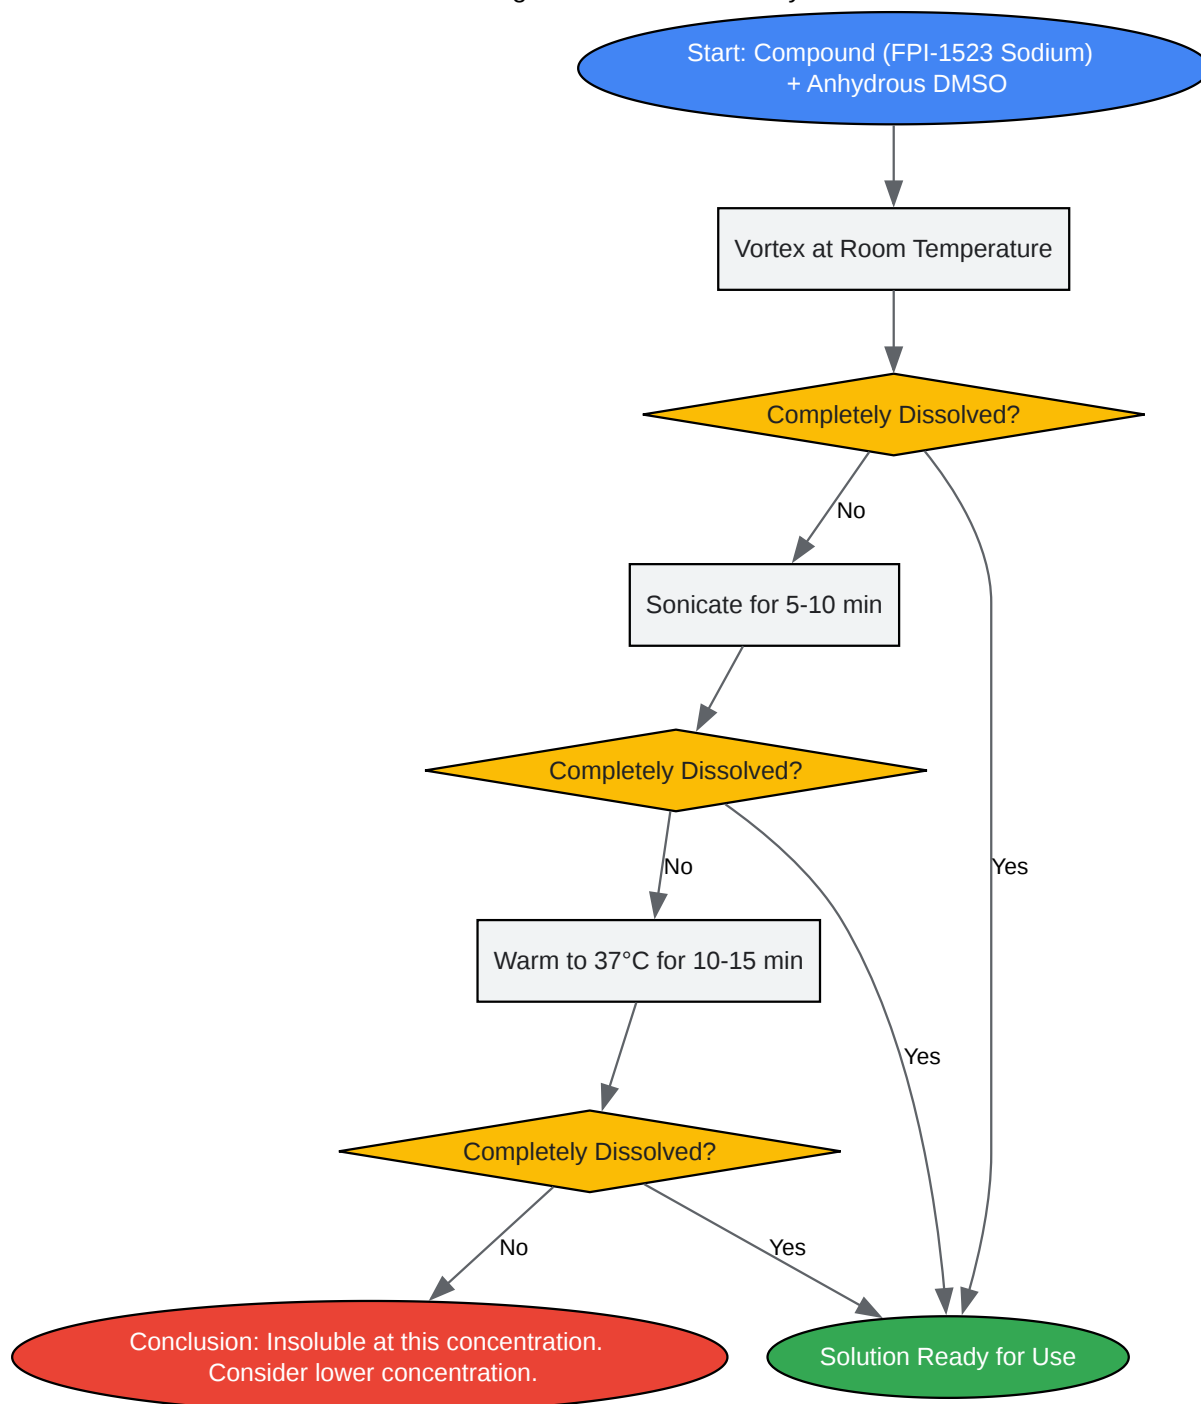 Start: Compound (FPI-1523 Sodium)
+ Anhydrous DMSO
Vortex at Room Temperature
Completely Dissolved?
No
Sonicate for 5-10 min
Completely Dissolved?
No
Yes
Warm to 37°C for 10-15 min
Yes
Completely Dissolved?
No
Yes
Conclusion: Insoluble at this concentration.
Consider lower concentration.
Solution Ready for Use